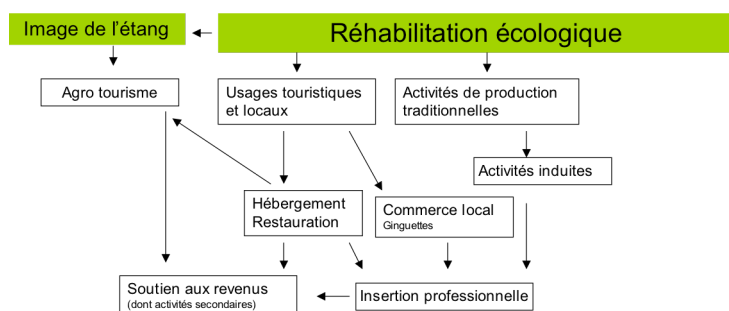 Image de l'étang
Réhabilitation écologique
Agro tourisme
Usages touristiques
et locaux
Activités de production
traditionnelles
Activités induites
Hébergement
Restauration
Commerce local
Ginguettes
Soutien aux revenus
(dont activités secondaires)
Insertion professionnelle